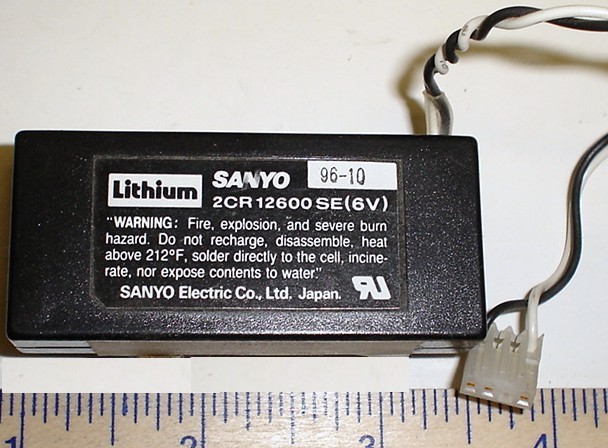 Lithium SANYO 96-10
2CR12600SE(6V)
"WARNING: Fire, explosion, and severe burn
hazard. Do not recharge, disassemble, heat
above 212°F, solder directly to the cell, incine-
rate, nor expose contents to water."
SANYO Electric Co., Ltd. Japan.
1 2 3